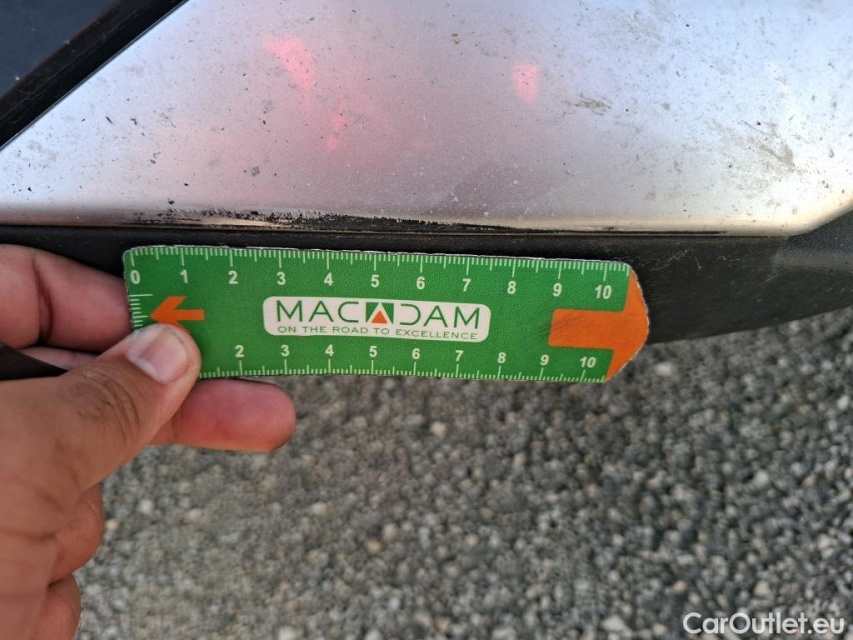 0 1 2 3 4 5 6 7 8 9 10
MACADAM
ON THE ROAD TO EXCELLENCE
2 3 4 5 6 7 8 9 10
CarOutlet.eu